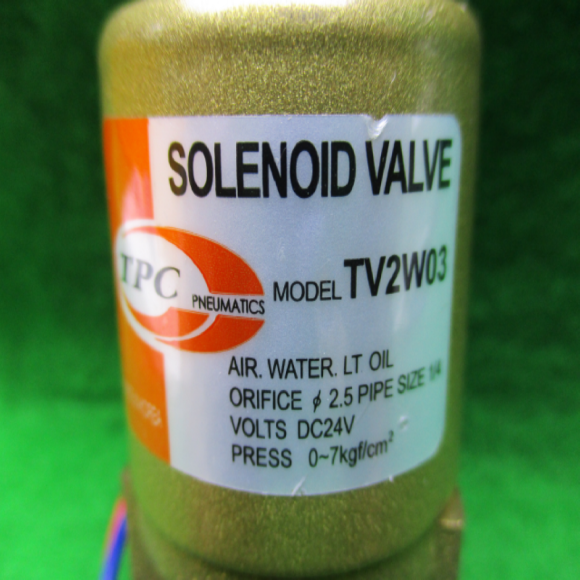 SOLENOID VALVE
TPC
PNEUMATICS
MODEL TV2W03
AIR. WATER. LT OIL
ORIFICE ϕ 2.5 PIPE SIZE 1/4
VOLTS DC24V
PRESS 0~7kgf/cm²